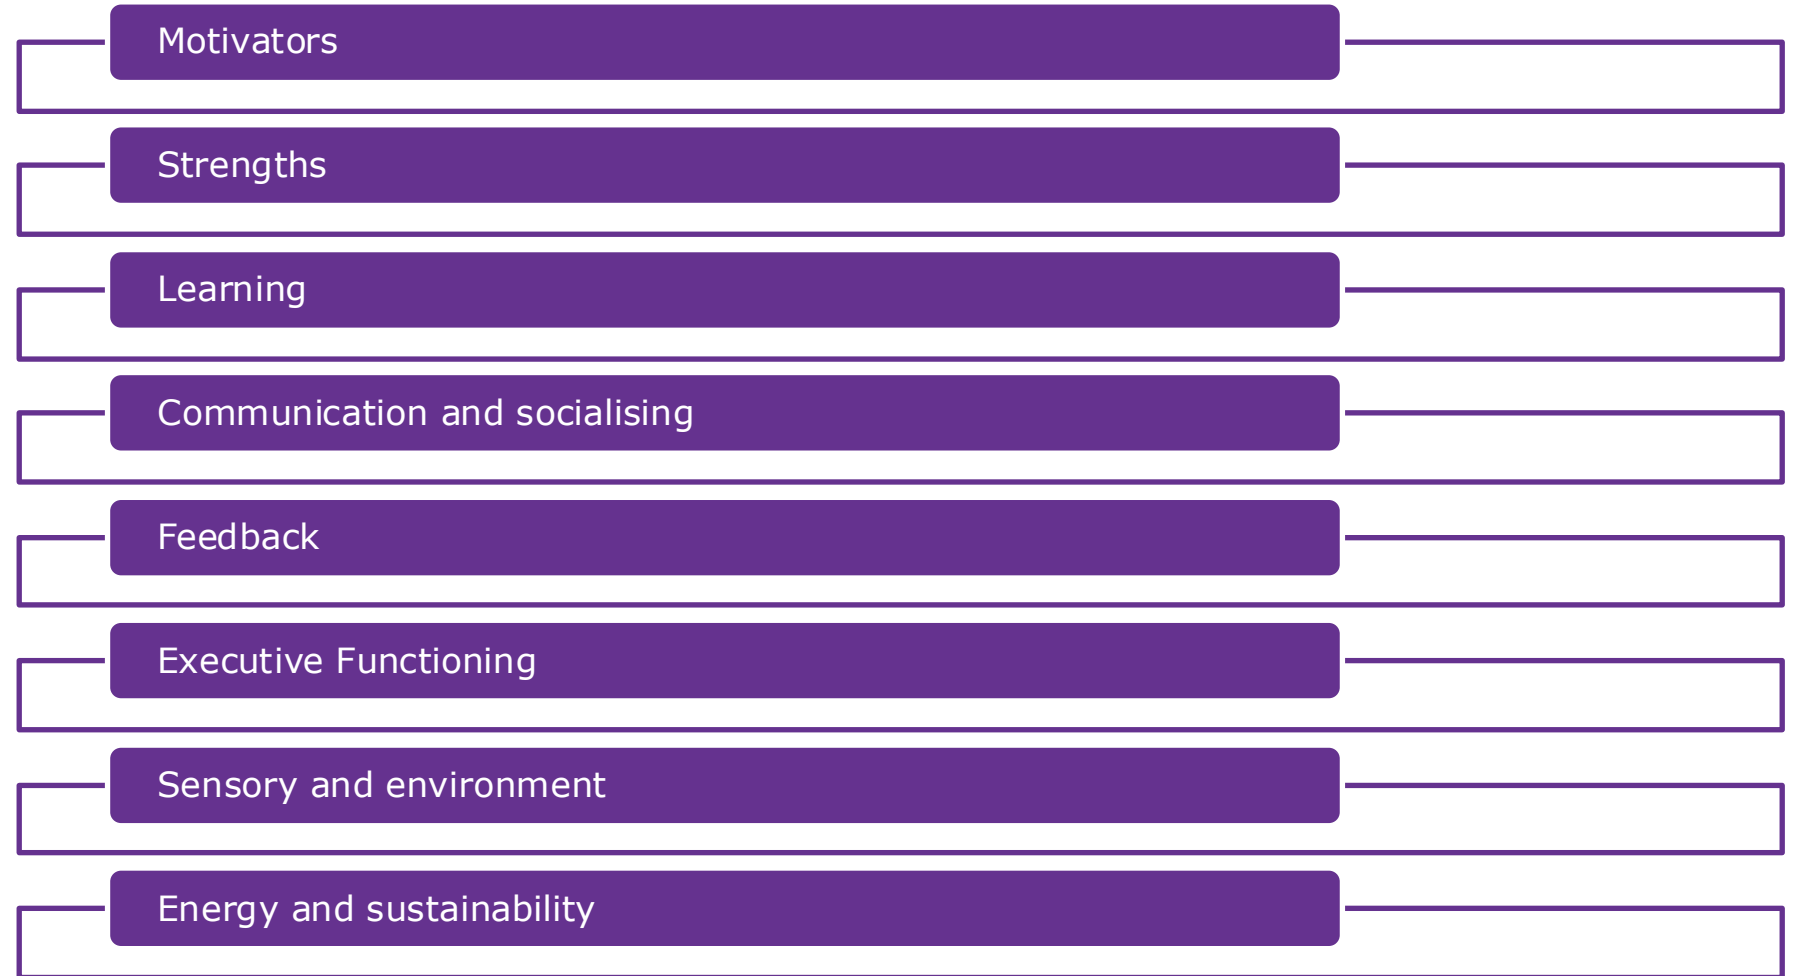 Motivators
Strengths
Learning
Communication and socialising
Feedback
Executive Functioning
Sensory and environment
Energy and sustainability